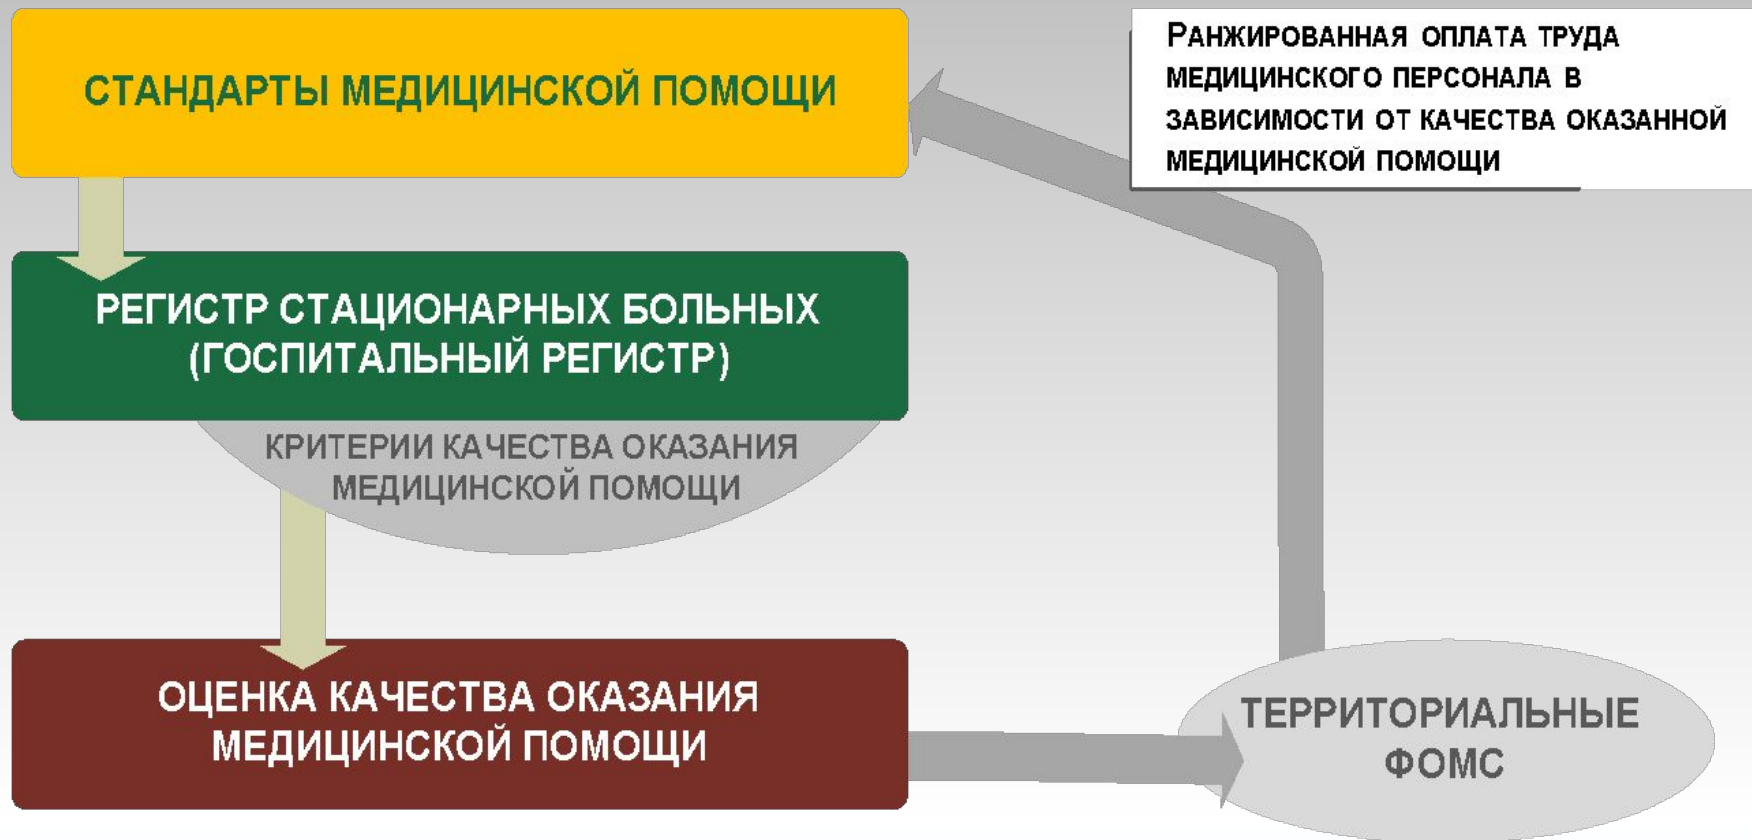 СТАНДАРТЫ МЕДИЦИНСКОЙ ПОМОЩИ
РАНЖИРОВАННАЯ ОПЛАТА ТРУДА
МЕДИЦИНСКОГО ПЕРСОНАЛА В
ЗАВИСИМОСТИ ОТ КАЧЕСТВА ОКАЗАННОЙ
МЕДИЦИНСКОЙ ПОМОЩИ
РЕГИСТР СТАЦИОНАРНЫХ БОЛЬНЫХ
(ГОСПИТАЛЬНЫЙ РЕГИСТР)
КРИТЕРИИ КАЧЕСТВА ОКАЗАНИЯ
МЕДИЦИНСКОЙ ПОМОЩИ
ОЦЕНКА КАЧЕСТВА ОКАЗАНИЯ
МЕДИЦИНСКОЙ ПОМОЩИ
ТЕРРИТОРИАЛЬНЫЕ
ФОМС